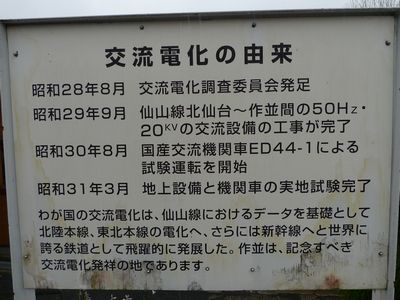 交流電化の由来
昭和28年8月 交流電化調査委員会発足
昭和29年9月 仙山線北仙台～作並間の50Hz・
20KVの交流設備の工事が完了
昭和30年8月 国産交流機関車ED44-1による
試験運転を開始
昭和31年3月 地上設備と機関車の実地試験完了
わが国の交流電化は、仙山線におけるデータを基礎として
北陸本線、東北本線の電化へ、さらには新幹線へと世界に
誇る鉄道として飛躍的に発展した。作並は、記念すべき
交流電化発祥の地であります。